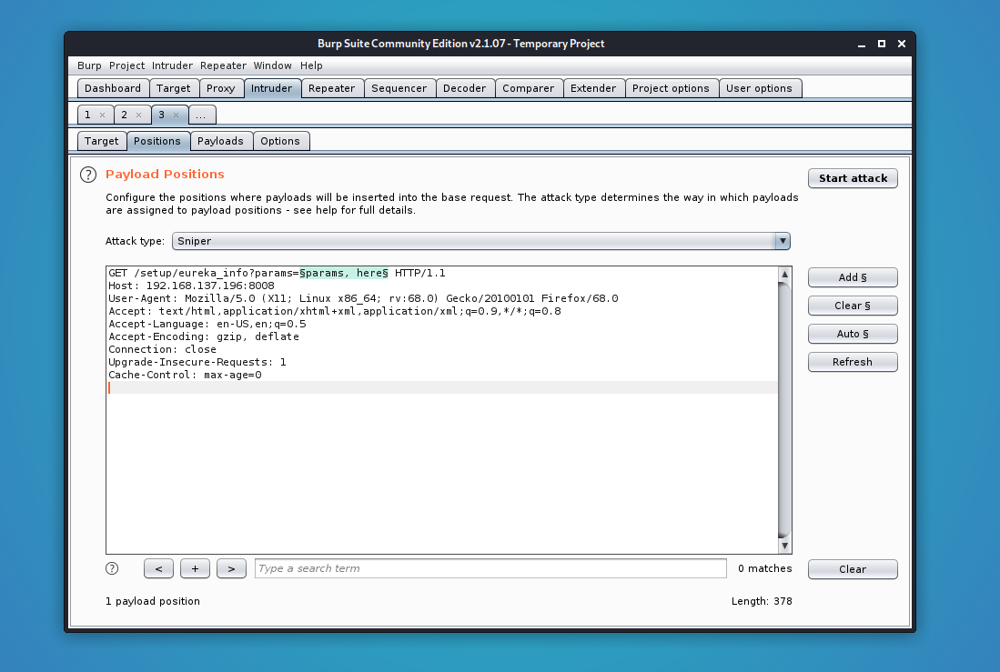 Burp Suite Community Edition v2.1.07 - Temporary Project
Burp Project Intruder Repeater Window Help
Dashboard Target Proxy Intruder Repeater Sequencer Decoder Comparer Extender Project options User options
1 × 2 × 3 × ...
Target Positions Payloads Options
? Payload Positions
Start attack
Configure the positions where payloads will be inserted into the base request. The attack type determines the way in which payloads
are assigned to payload positions - see help for full details.
Attack type: Sniper
GET /setup/eureka_info?params=§params, here§ HTTP/1.1
Host: 192.168.137.196:8008
User-Agent: Mozilla/5.0 (X11; Linux x86_64; rv:68.0) Gecko/20100101 Firefox/68.0
Accept: text/html,application/xhtml+xml,application/xml;q=0.9,*/*;q=0.8
Accept-Language: en-US,en;q=0.5
Accept-Encoding: gzip, deflate
Connection: close
Upgrade-Insecure-Requests: 1
Cache-Control: max-age=0
Add §
Clear §
Auto §
Refresh
? < + > Type a search term 0 matches Clear
1 payload position Length: 378